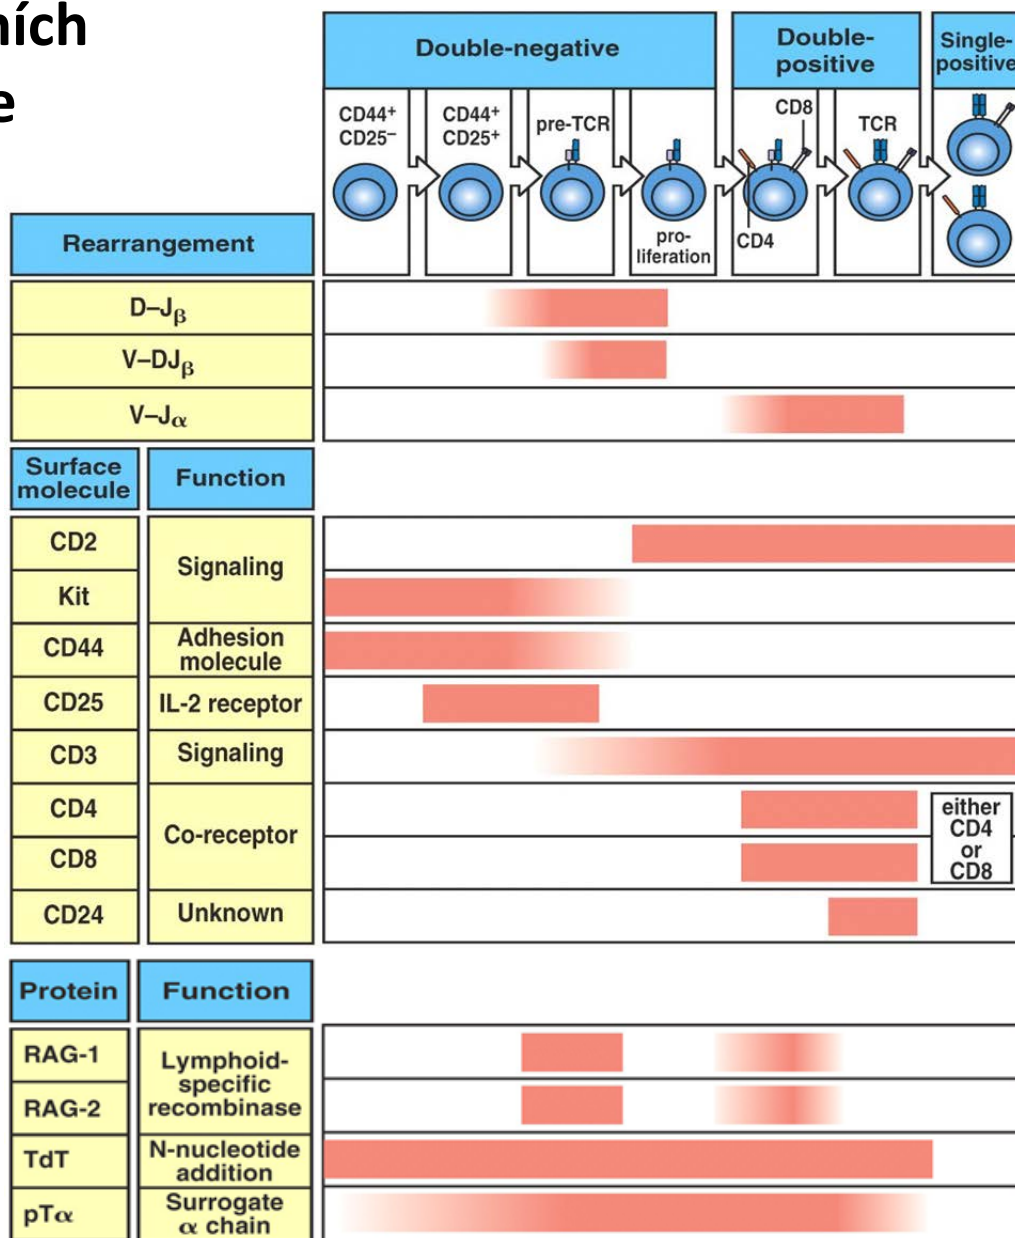 ních
e
Double-negative
Double-
positive
Single-
positive
CD44⁺
CD25⁻
CD44⁺
CD25⁺
pre-TCR
pro-
liferation
CD8
CD4
TCR
Rearrangement
D–Jβ
V–DJβ
V–Jα
Surface
molecule
Function
CD2
Signaling
Kit
CD44
Adhesion
molecule
CD25
IL-2 receptor
CD3
Signaling
CD4
Co-receptor
CD8
either
CD4
or
CD8
CD24
Unknown
Protein
Function
RAG-1
Lymphoid-
specific
recombinase
RAG-2
TdT
N-nucleotide
addition
pTα
Surrogate
α chain